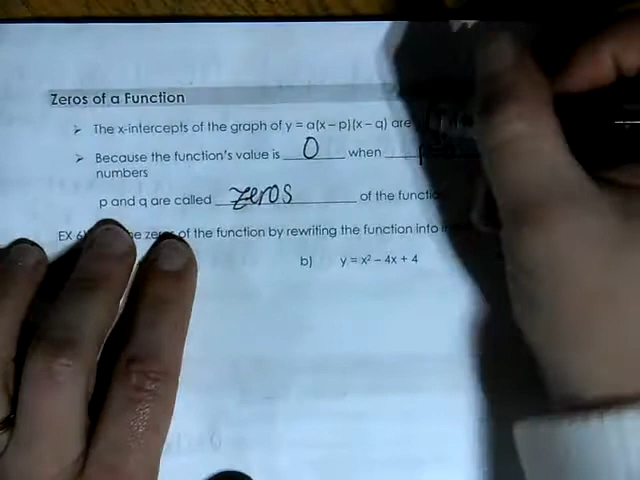 Zeros of a Function
➤ The x-intercepts of the graph of y = a(x – p)(x – q) are
➤ Because the function's value is 0 when
numbers
p and q are called zeros of the functio
EX 6 of the function by rewriting the function into
b) y = x² – 4x + 4